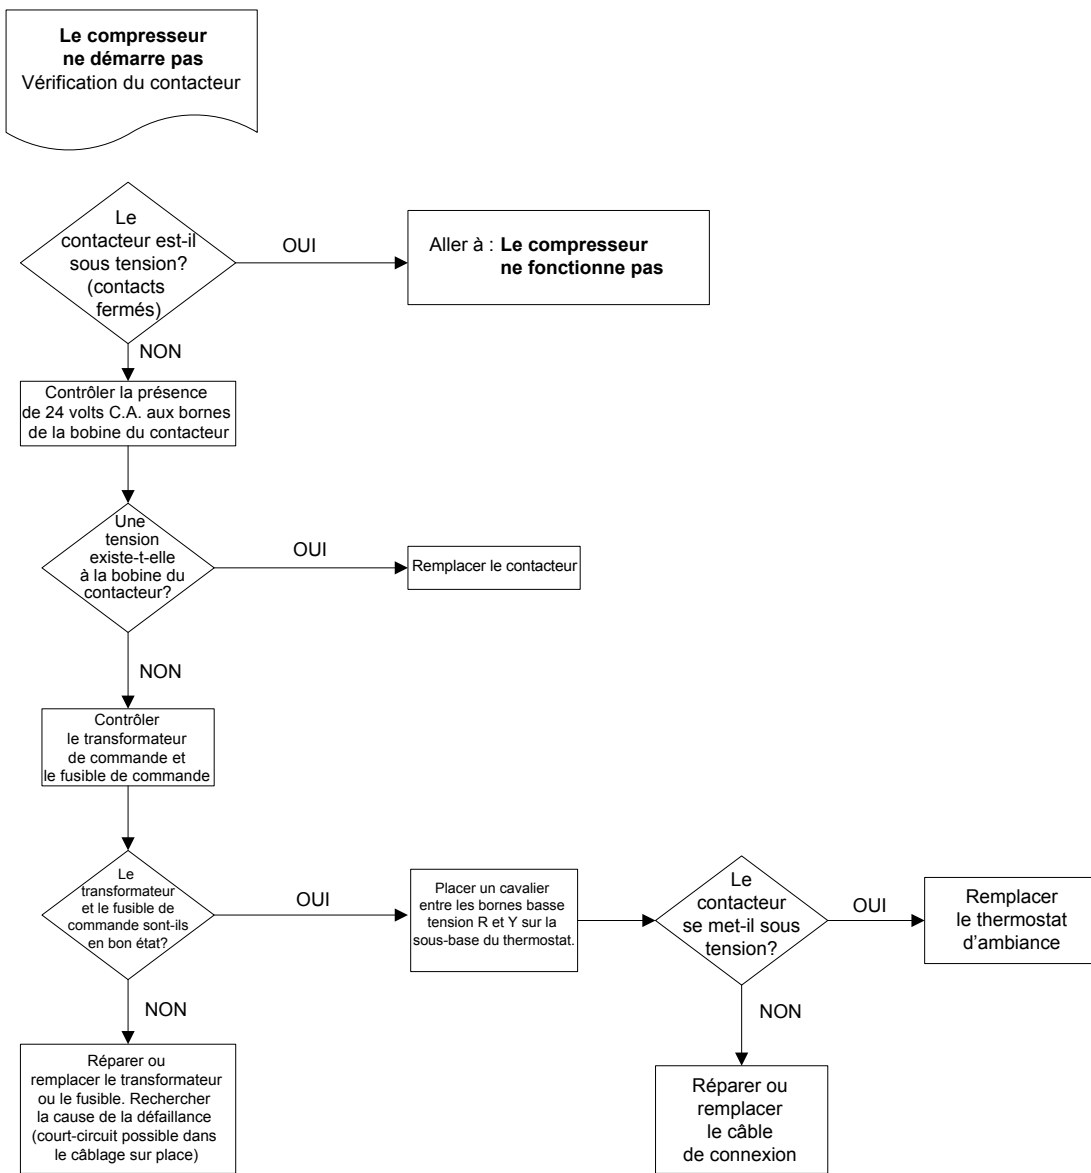 Le compresseur
ne démarre pas
Vérification du contacteur
Le
contacteur est-il
sous tension?
(contacts
fermés)
OUI
Aller à : Le compresseur
ne fonctionne pas
NON
Contrôler la présence
de 24 volts C.A. aux bornes
de la bobine du contacteur
Une
tension
existe-t-elle
à la bobine du
contacteur?
OUI
Remplacer le contacteur
NON
Contrôler
le transformateur
de commande et
le fusible de commande
Le
transformateur
et le fusible de
commande sont-ils
en bon état?
OUI
Placer un cavalier
entre les bornes basse
tension R et Y sur la
sous-base du thermostat.
Le
contacteur
se met-il sous
tension?
OUI
Remplacer
le thermostat
d’ambiance
NON
Réparer ou
remplacer le transformateur
ou le fusible. Rechercher
la cause de la défaillance
(court-circuit possible dans
le câblage sur place)
NON
Réparer ou
remplacer
le câble
de connexion